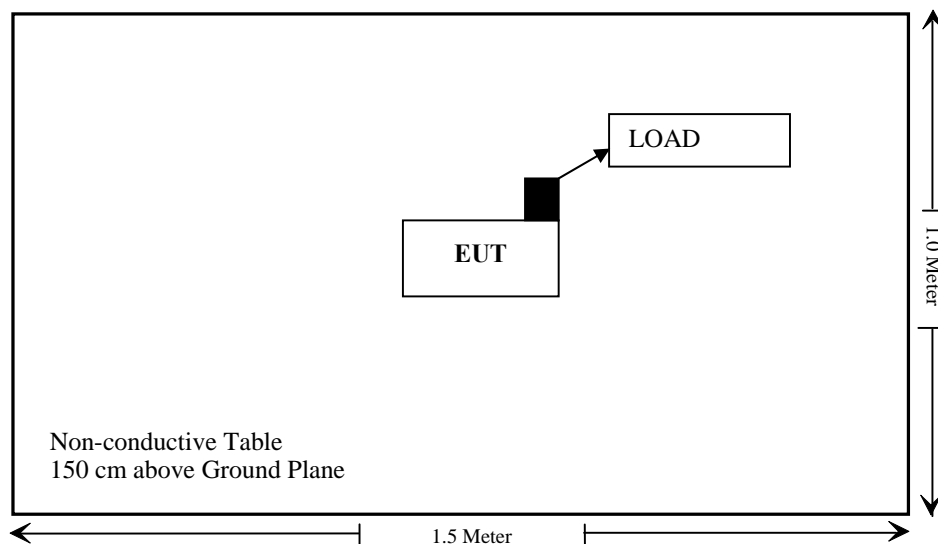 LOAD
EUT
1.0 Meter
Non-conductive Table
150 cm above Ground Plane
1.5 Meter